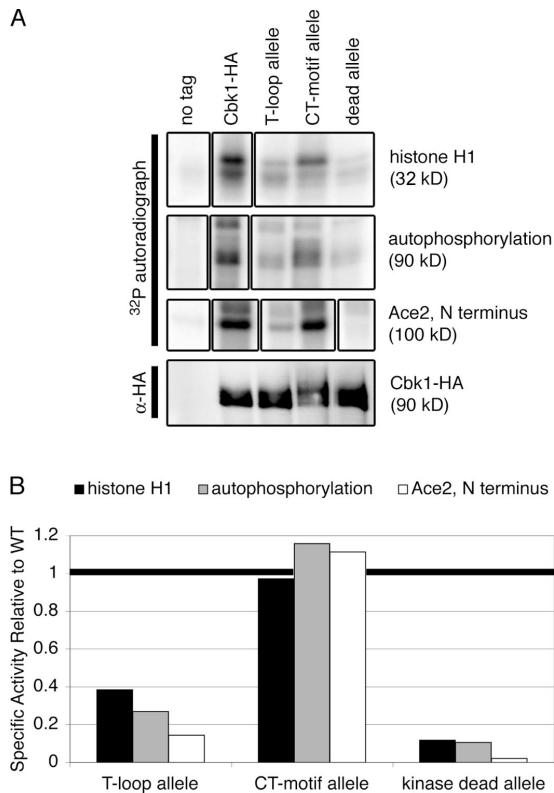 A
no tag
Cbk1-HA
T-loop allele
CT-motif allele
dead allele
³²P autoradiograph
histone H1
(32 kD)
autophosphorylation
(90 kD)
Ace2, N terminus
(100 kD)
α-HA
Cbk1-HA
(90 kD)
B
histone H1
autophosphorylation
Ace2, N terminus
Specific Activity Relative to WT
1.2
1
0.8
0.6
0.4
0.2
0
T-loop allele
CT-motif allele
kinase dead allele